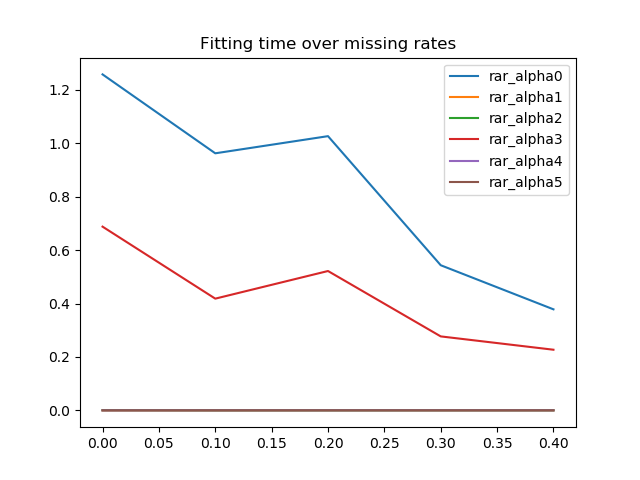 Fitting time over missing rates
rar_alpha0
rar_alpha1
rar_alpha2
rar_alpha3
rar_alpha4
rar_alpha5
1.2
1.0
0.8
0.6
0.4
0.2
0.0
0.00 0.05 0.10 0.15 0.20 0.25 0.30 0.35 0.40